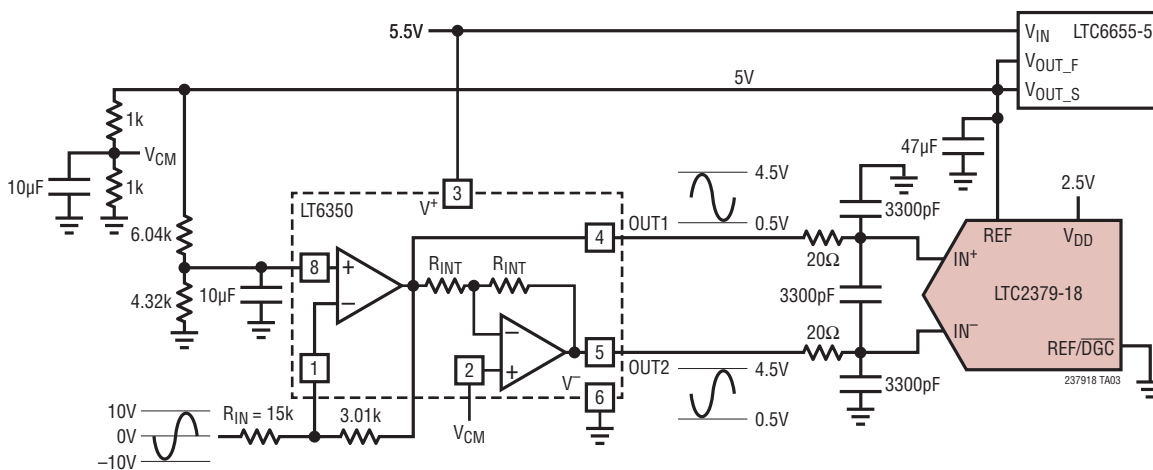 5.5V
V_IN
LTC6655-5
V_OUT_F
5V
V_OUT_S
1k
V_CM
10µF
1k
47µF
2.5V
6.04k
LT6350
V⁺
3
4
OUT1
4.5V
0.5V
3300pF
20Ω
REF
V_DD
IN⁺
8
+
−
R_INT
R_INT
10µF
4.32k
3300pF
LTC2379-18
1
2
−
+
5
V⁻
OUT2
6
20Ω
IN⁻
REF/D̅G̅C̅
4.5V
0.5V
3300pF
237918 TA03
10V
0V
−10V
R_IN = 15k
3.01k
V_CM